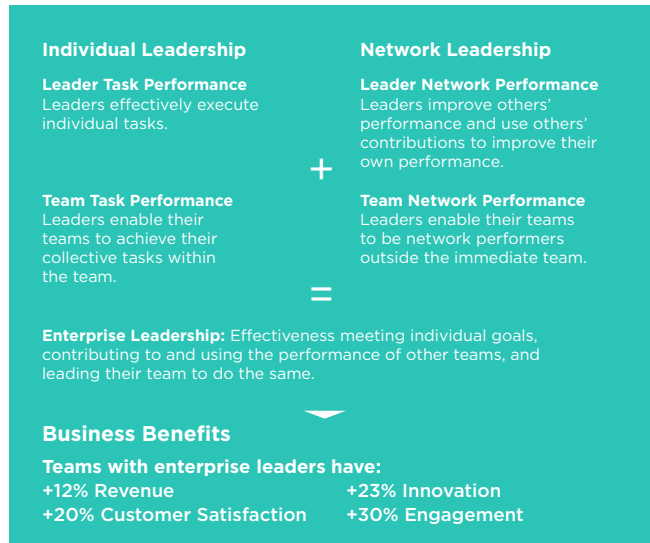 Individual Leadership
Leader Task Performance
Leaders effectively execute
individual tasks.
Team Task Performance
Leaders enable their
teams to achieve their
collective tasks within
the team.
+
Network Leadership
Leader Network Performance
Leaders improve others’
performance and use others’
contributions to improve their
own performance.
Team Network Performance
Leaders enable their teams
to be network performers
outside the immediate team.
=
Enterprise Leadership: Effectiveness meeting individual goals,
contributing to and using the performance of other teams, and
leading their team to do the same.
Business Benefits
Teams with enterprise leaders have:
+12% Revenue
+23% Innovation
+20% Customer Satisfaction
+30% Engagement